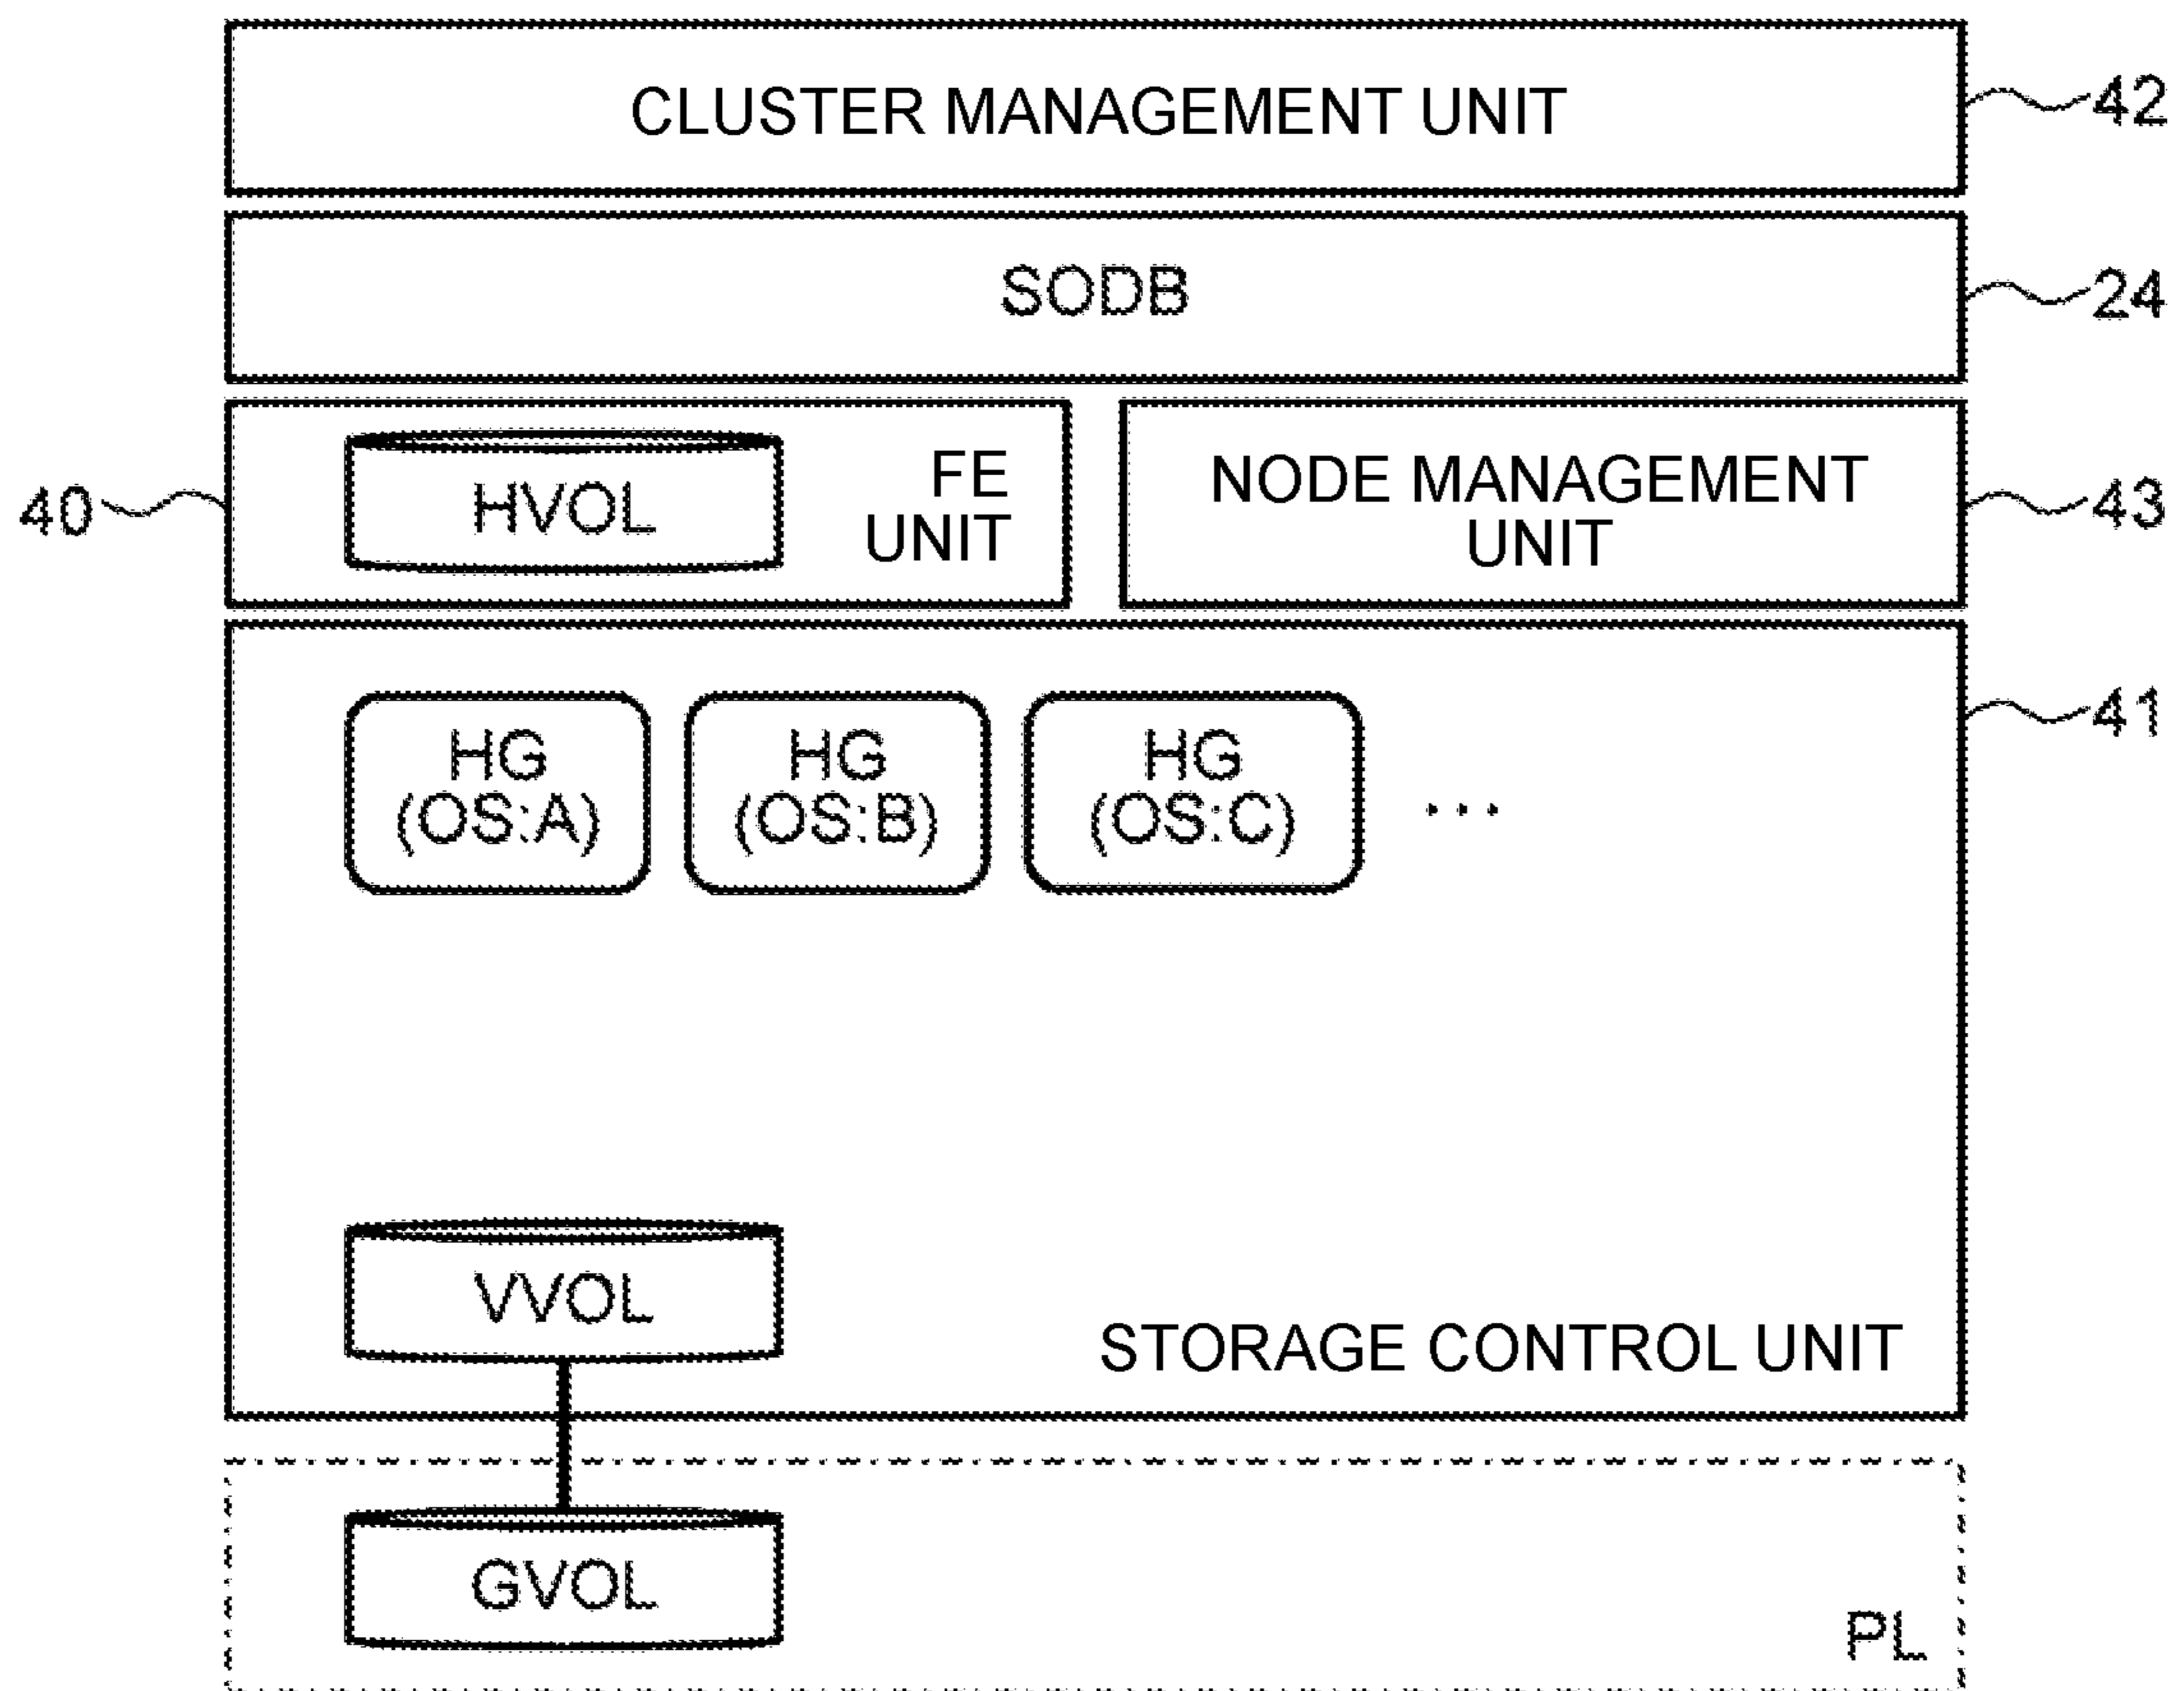 CLUSTER MANAGEMENT UNIT
42
SODB
24
40
HVOL
FE
UNIT
NODE MANAGEMENT
UNIT
43
41
HG
(OS:A)
HG
(OS:B)
HG
(OS:C)
...
VVOL
STORAGE CONTROL UNIT
GVOL
PL